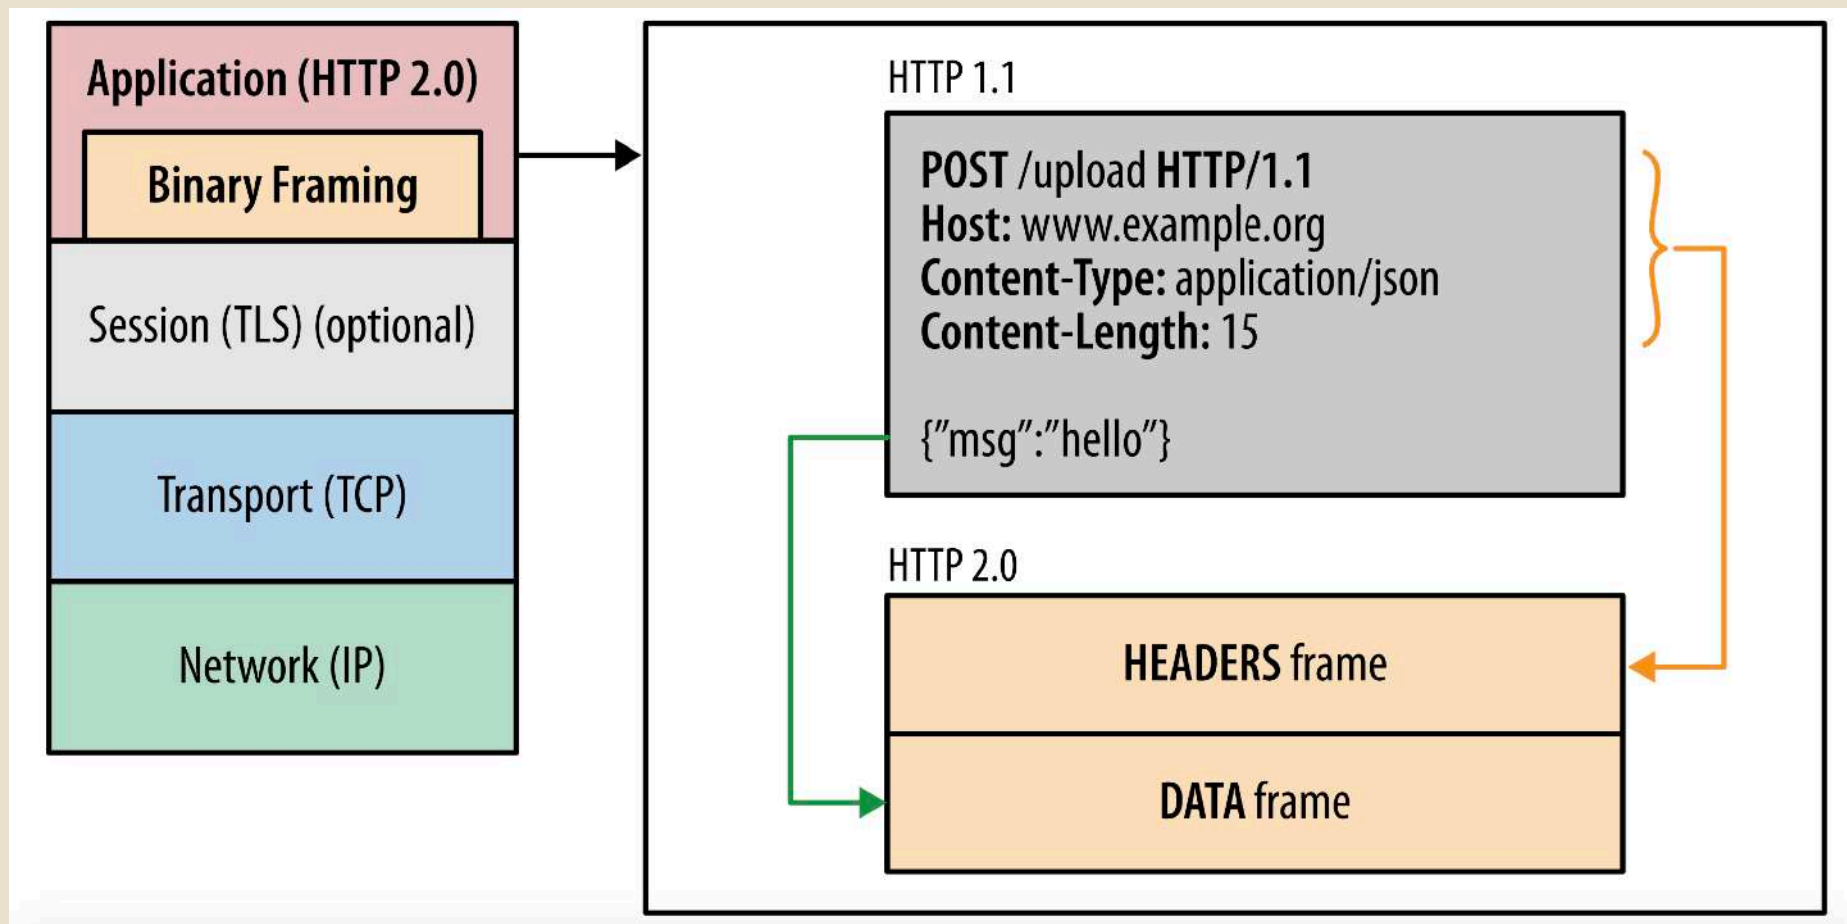 Application (HTTP 2.0)
Binary Framing
Session (TLS) (optional)
Transport (TCP)
Network (IP)
HTTP 1.1
POST /upload HTTP/1.1
Host: www.example.org
Content-Type: application/json
Content-Length: 15
{”msg”:”hello”}
HTTP 2.0
HEADERS frame
DATA frame